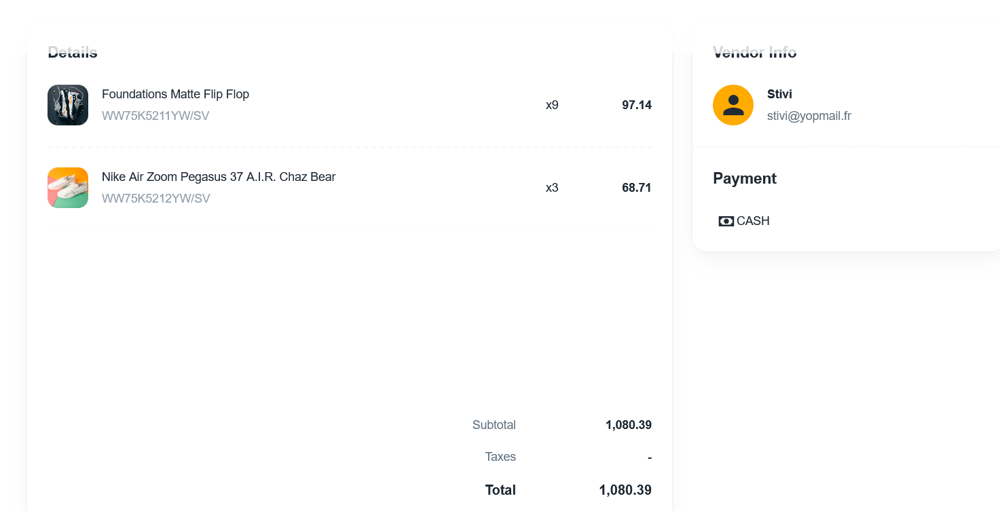 Details
Foundations Matte Flip Flop
WW75K5211YW/SV
x9
97.14
Nike Air Zoom Pegasus 37 A.I.R. Chaz Bear
WW75K5212YW/SV
x3
68.71
Subtotal
1,080.39
Taxes
-
Total
1,080.39
Vendor Info
Stivi
stivi@yopmail.fr
Payment
CASH